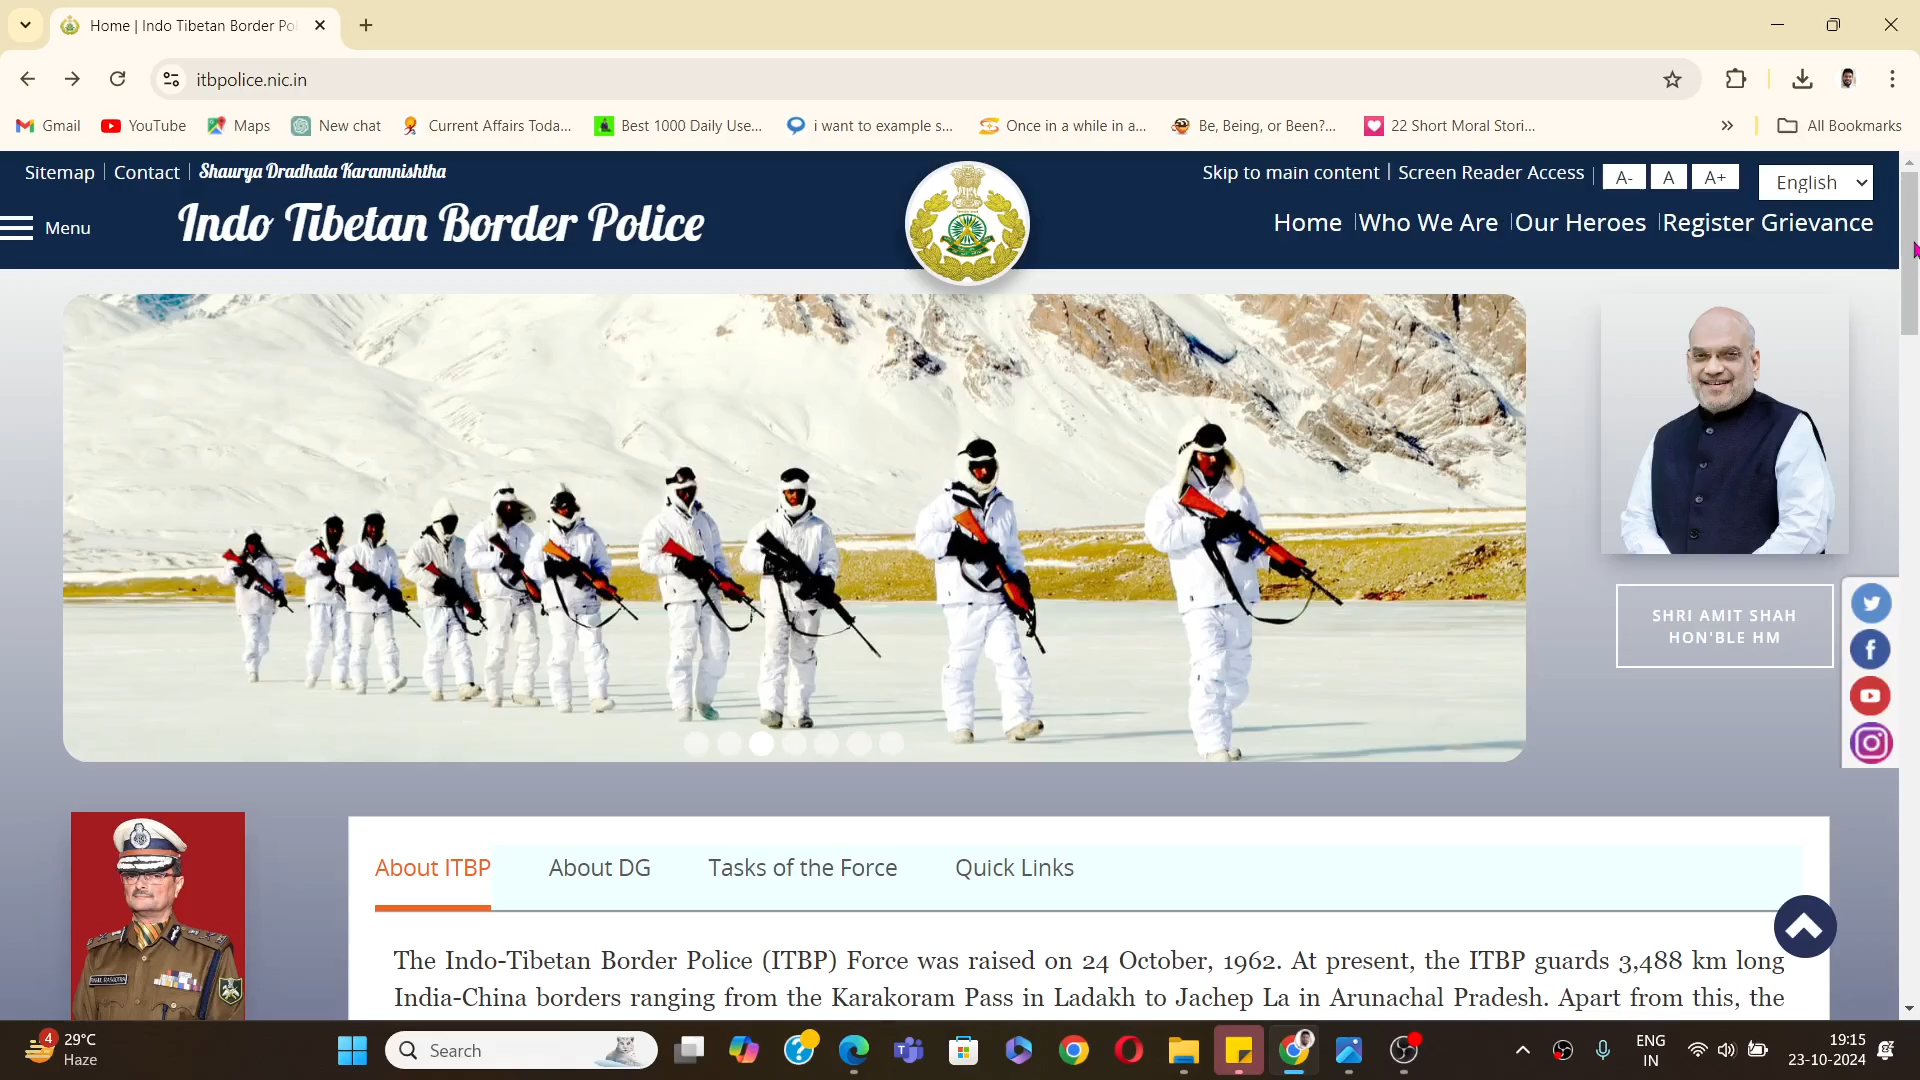 Home | Indo Tibetan Border Pol
itbpolice.nic.in
Gmail
YouTube
Maps
New chat
Current Affairs Toda...
Best 1000 Daily Use...
i want to example s...
Once in a while in a...
Be, Being, or Been?...
22 Short Moral Stori...
All Bookmarks
Sitemap
Contact
Shaurya Dradhata Karamnishtha
Skip to main content
Screen Reader Access
A-
A
A+
English
Menu
Indo Tibetan Border Police
Home
Who We Are
Our Heroes
Register Grievance
SHRI AMIT SHAH
HON'BLE HM
About ITBP
About DG
Tasks of the Force
Quick Links
The Indo-Tibetan Border Police (ITBP) Force was raised on 24 October, 1962. At present, the ITBP guards 3,488 km long
India-China borders ranging from the Karakoram Pass in Ladakh to Jachep La in Arunachal Pradesh. Apart from this, the
4
29°C
Haze
Search
ENG
IN
19:15
23-10-2024